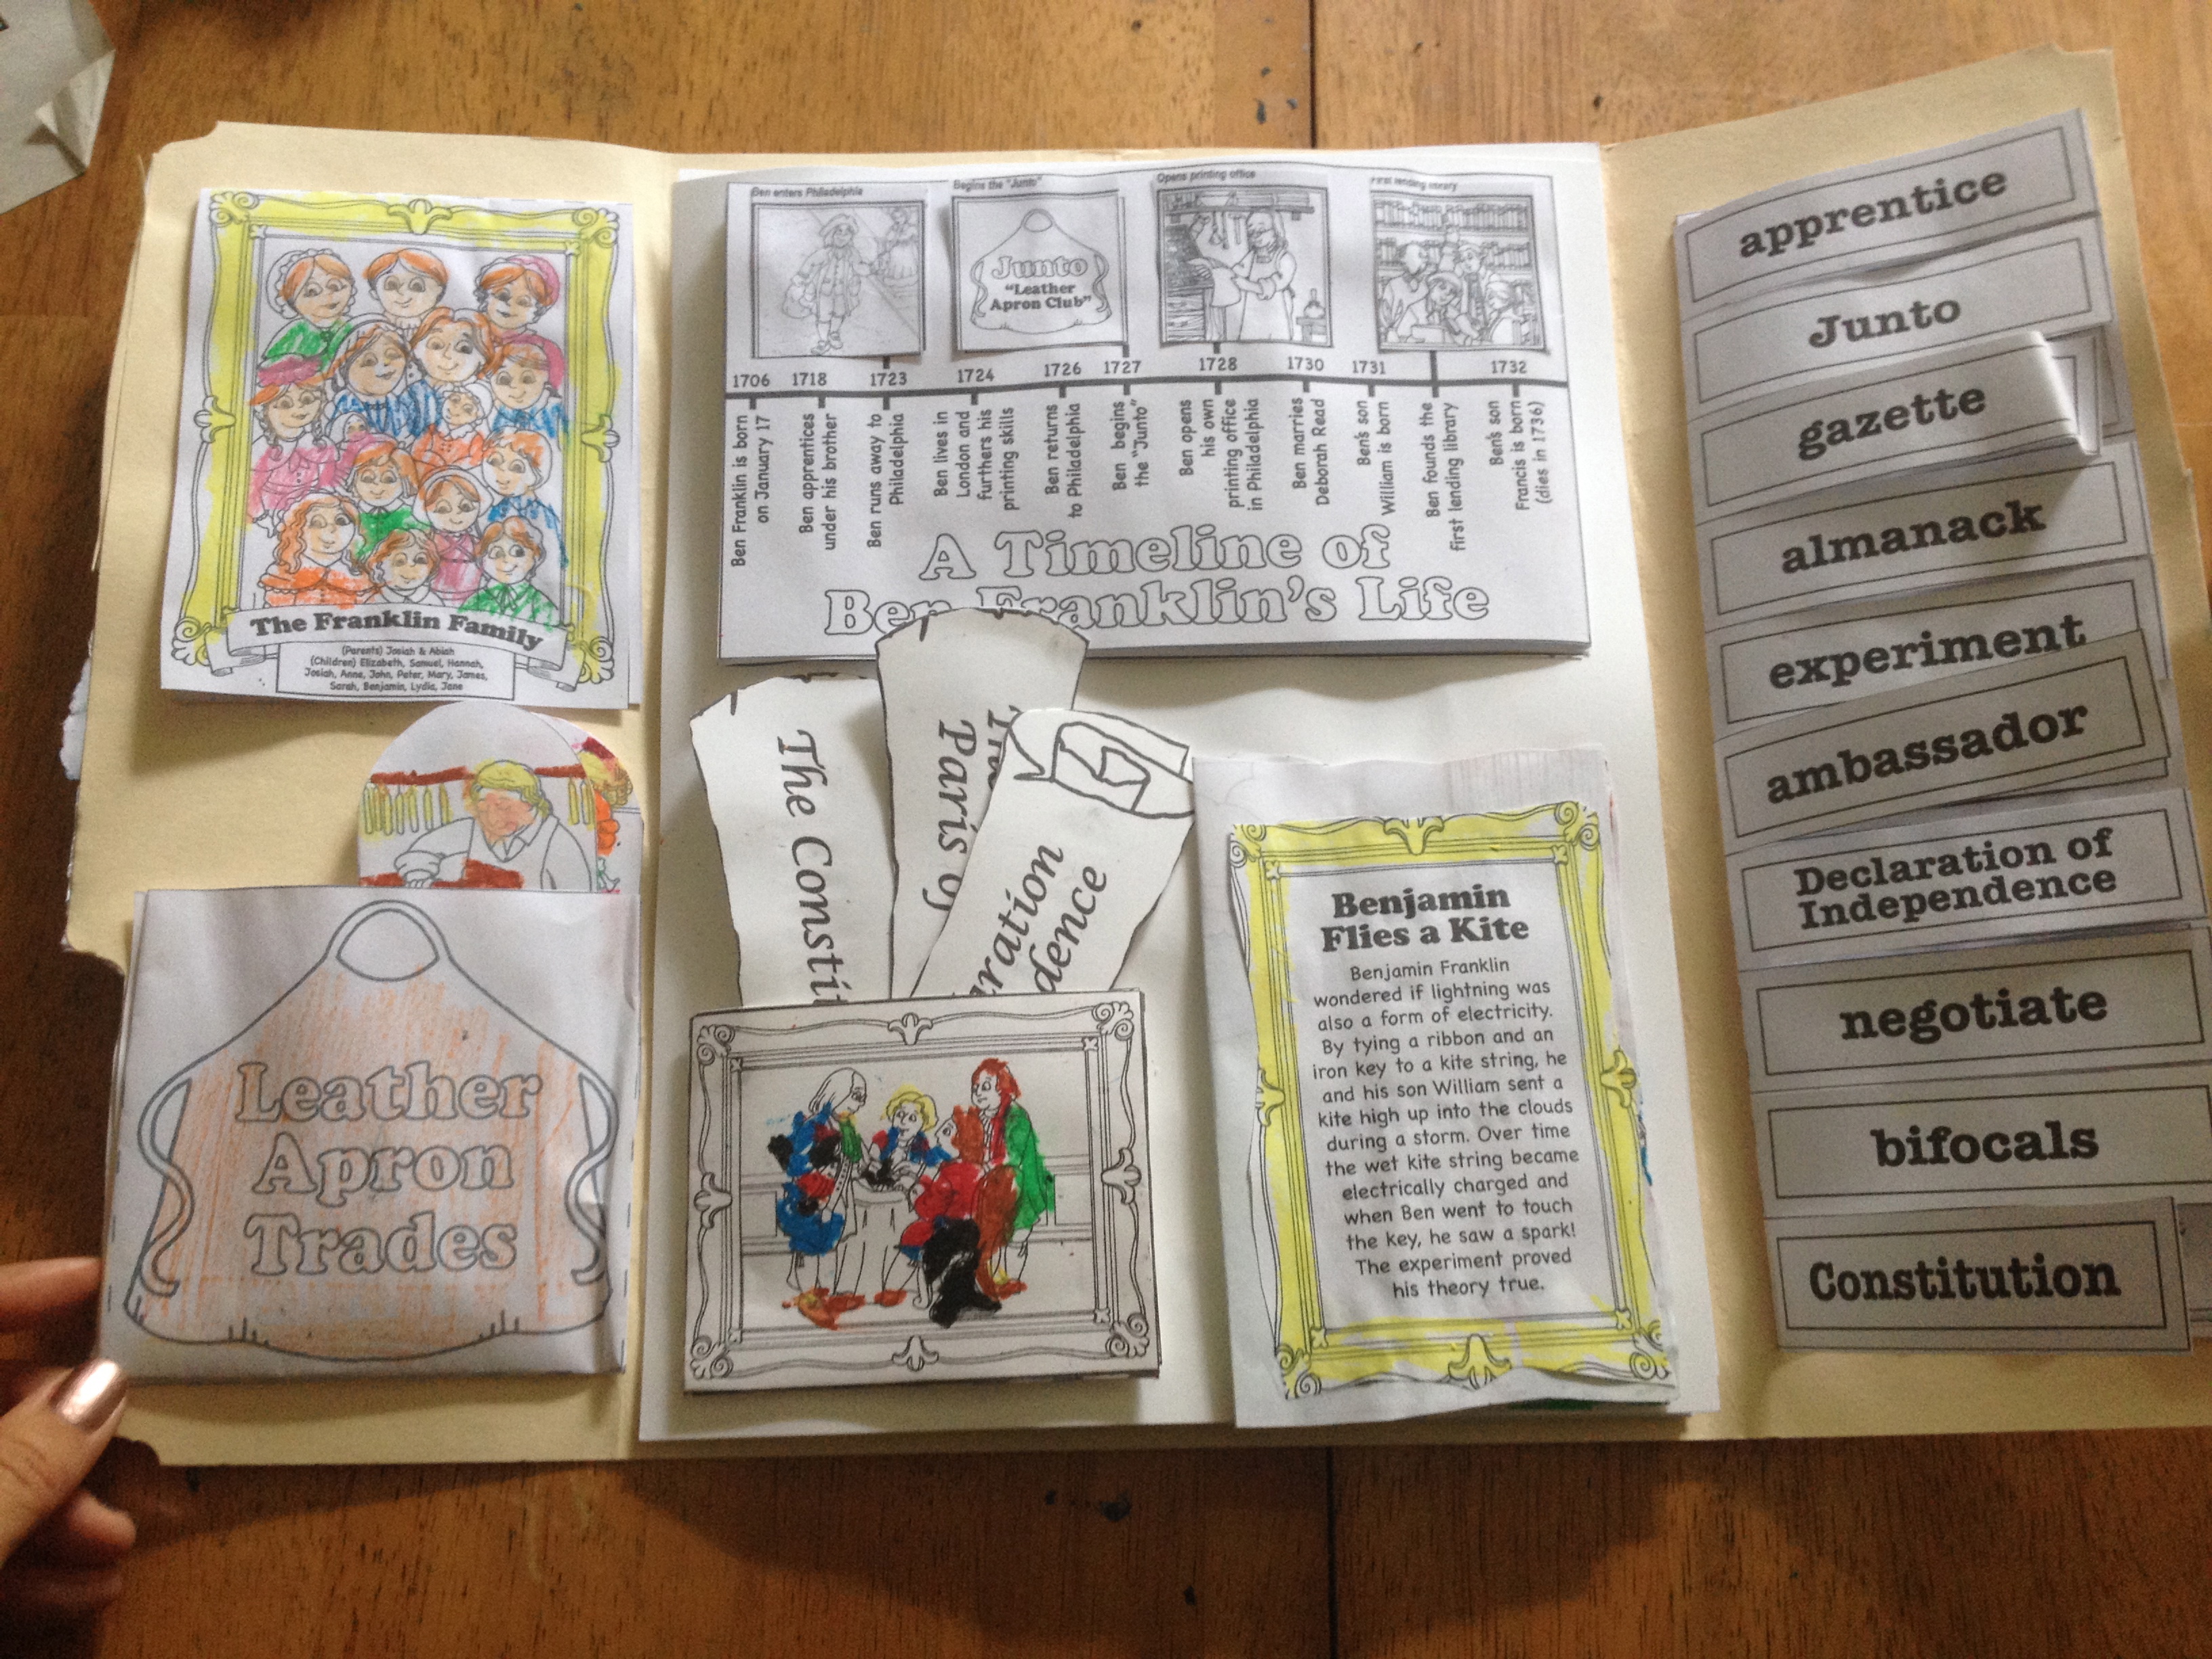 The Franklin Family
(Parents) Josiah & Abiah
(Children) Elizabeth, Samuel, Hannah,
Josiah, Anne, John, Peter, Mary, James,
Sarah, Benjamin, Lydia, Jane
Leather
Apron
Trades
Ben enters Philadelphia
Begins the "Junto"
Opens printing office
First lending library
Junto
"Leather
Apron Club"
1706
1718
1723
1724
1726
1727
1728
1730
1731
1732
Ben Franklin is born
on January 17
Ben apprentices
under his brother
Ben runs away to
Philadelphia
Ben lives in
London and
furthers his
printing skills
Ben returns
to Philadelphia
Ben begins
the "Junto"
Ben opens
his own
printing office
in Philadelphia
Ben marries
Deborah Read
Ben's son
William is born
Ben founds the
first lending library
Ben's son
Francis is born
(dies in 1736)
A Timeline of
Ben Franklin's Life
The Constit
Paris of
ration
dence
Benjamin
Flies a Kite
Benjamin Franklin
wondered if lightning was
also a form of electricity.
By tying a ribbon and an
iron key to a kite string, he
and his son William sent a
kite high up into the clouds
during a storm. Over time
the wet kite string became
electrically charged and
when Ben went to touch
the key, he saw a spark!
The experiment proved
his theory true.
apprentice
Junto
gazette
almanack
experiment
ambassador
Declaration of
Independence
negotiate
bifocals
Constitution